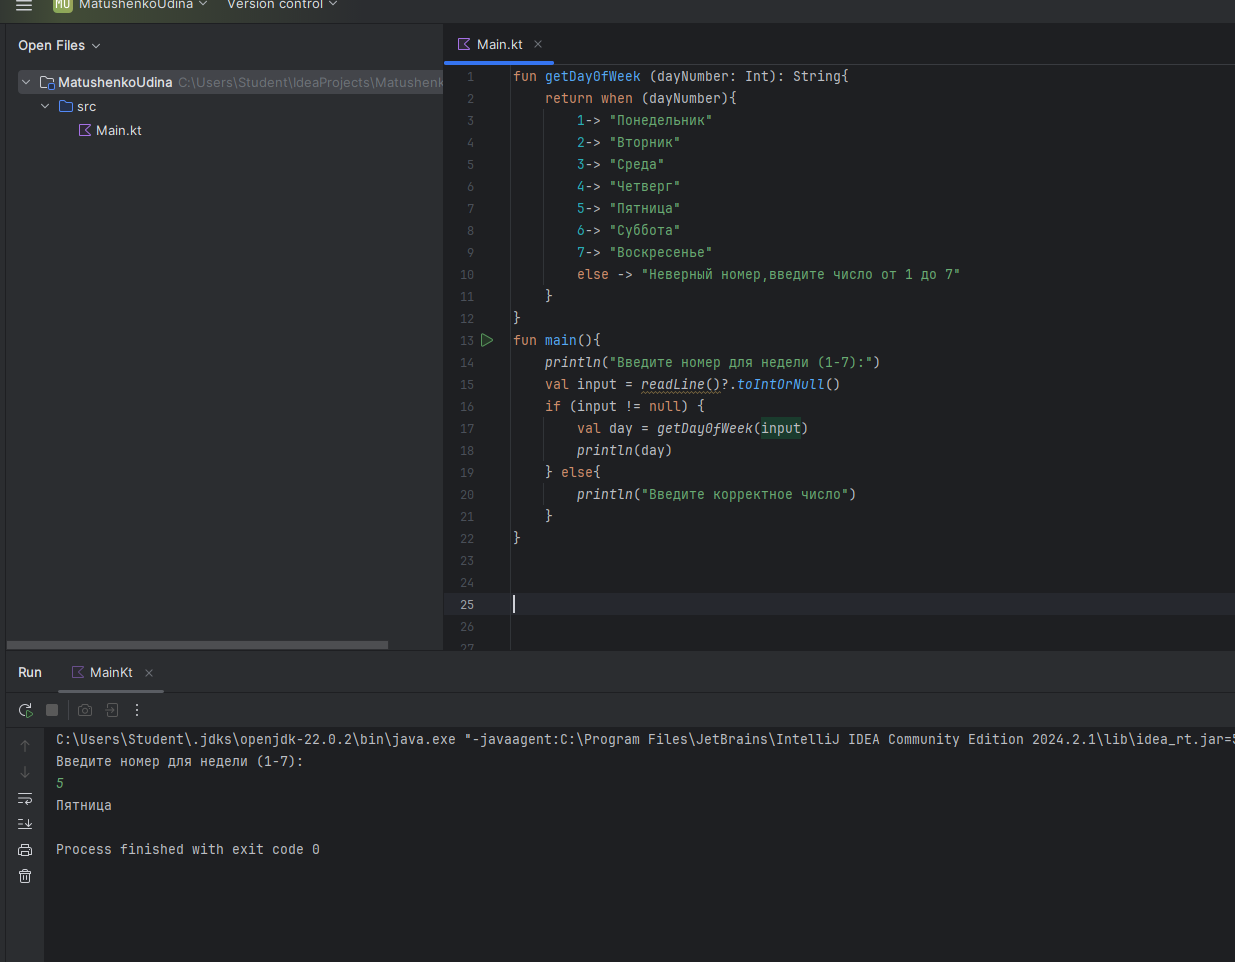 MU MatushenkoUdina Version control
Open Files
MatushenkoUdina C:\Users\Student\IdeaProjects\Matushenk
src
Main.kt
Main.kt
1 fun getDayOfWeek (dayNumber: Int): String{
2 return when (dayNumber){
3 1-> "Понедельник"
4 2-> "Вторник"
5 3-> "Среда"
6 4-> "Четверг"
7 5-> "Пятница"
8 6-> "Суббота"
9 7-> "Воскресенье"
10 else -> "Неверный номер,введите число от 1 до 7"
11 }
12 }
13 fun main(){
14 println("Введите номер для недели (1-7):")
15 val input = readLine()?.toIntOrNull()
16 if (input != null) {
17 val day = getDayOfWeek(input)
18 println(day)
19 } else{
20 println("Введите корректное число")
21 }
22 }
23
24
25
26
27
Run MainKt
C:\Users\Student\.jdks\openjdk-22.0.2\bin\java.exe "-javaagent:C:\Program Files\JetBrains\IntelliJ IDEA Community Edition 2024.2.1\lib\idea_rt.jar=5
Введите номер для недели (1-7):
5
Пятница
Process finished with exit code 0